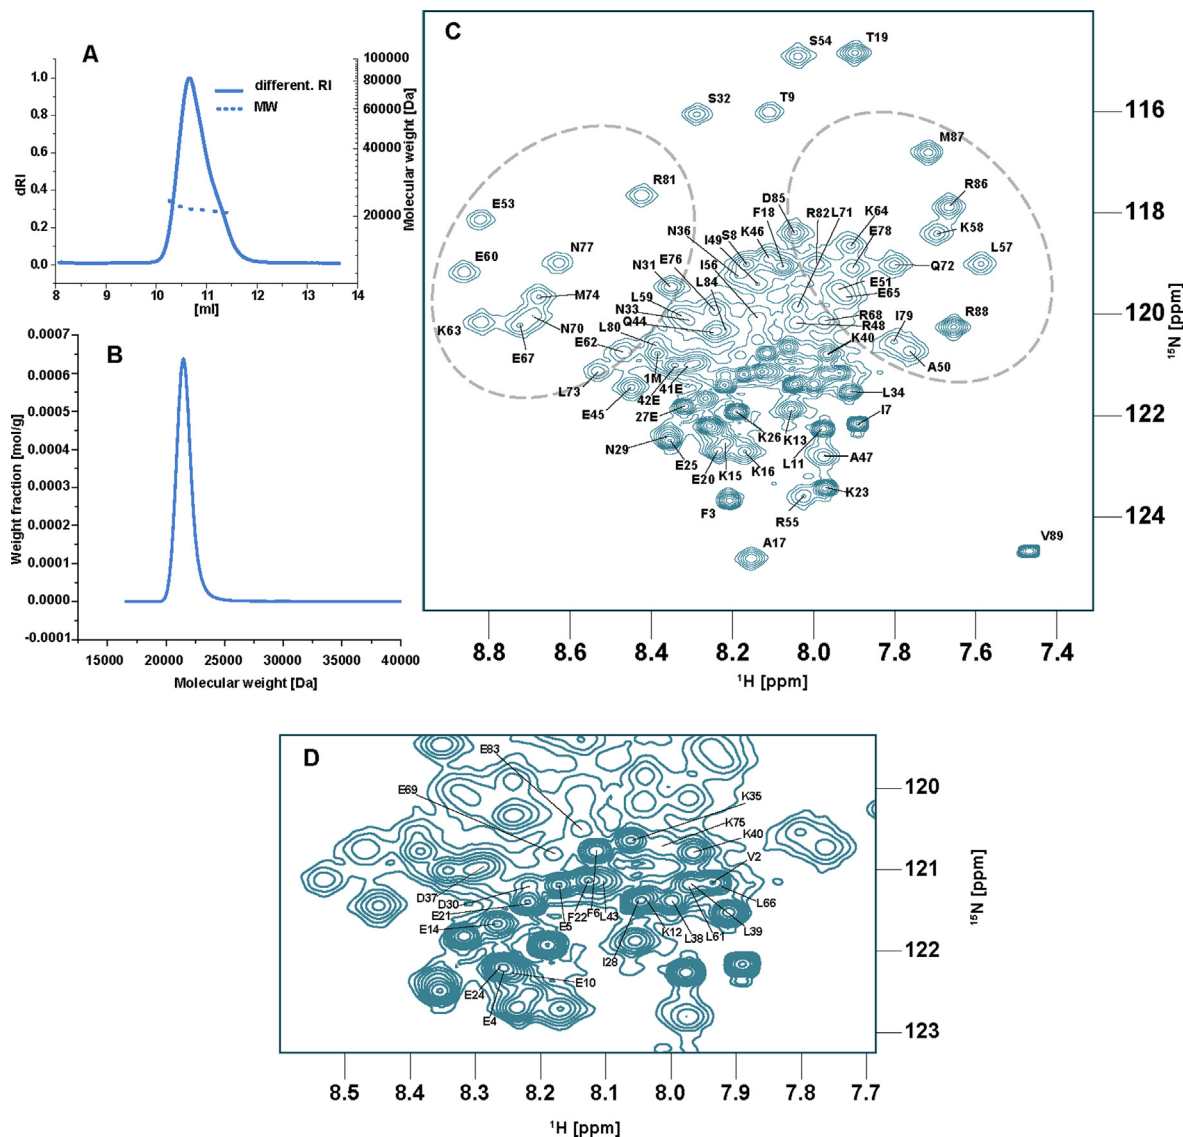 A
different. RI
MW
1.0
0.8
0.6
0.4
0.2
0.0
dRI
8
9
10
11
12
13
14
[ml]
100000
80000
60000
40000
20000
Molecular weight [Da]
B
0.0007
0.0006
0.0005
0.0004
0.0003
0.0002
0.0001
0.0000
-0.0001
Weight fraction [mol/g]
15000
20000
25000
30000
35000
40000
Molecular weight [Da]
C
S54
T19
S32
T9
M87
R81
R86
E53
D85
R82
L71
K64
F18
E78
K58
N36
S8
K46
I49
L57
E60
N77
E76
I56
Q72
N31
L84
E51
M74
L59
E65
N33
R68
I79
R88
K63
N70
Q44
R48
L80
K40
E67
E62
A50
L73
1M
41E
42E
L34
E45
27E
I7
K26
K13
N29
E25
K15
K16
L11
A47
E20
K23
F3
R55
A17
V89
116
118
120
122
124
15N [ppm]
8.8
8.6
8.4
8.2
8.0
7.8
7.6
7.4
1H [ppm]
D
E83
E69
K35
K75
K40
V2
D37
D30
L66
E21
F22
F6
L43
E14
E5
K12
L38
L61
L39
I28
E10
E24
E4
120
121
122
123
15N [ppm]
8.5
8.4
8.3
8.2
8.1
8.0
7.9
7.8
7.7
1H [ppm]